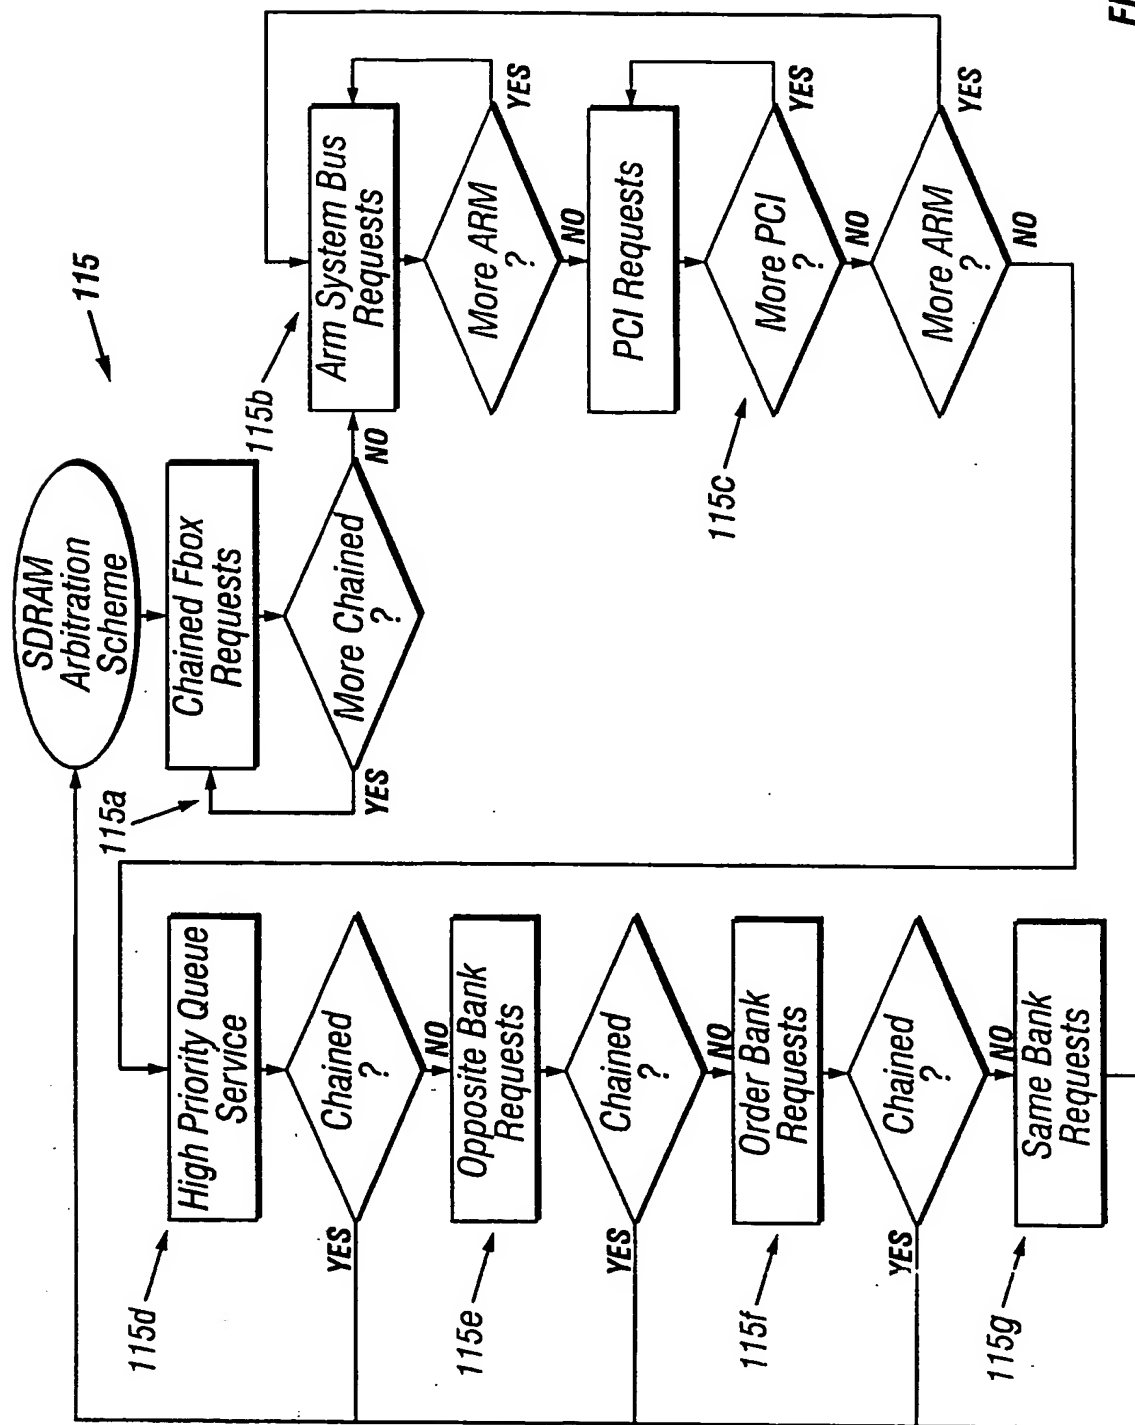 FI
115
SDRAM
Arbitration
Scheme
115a
Chained Fbox
Requests
More Chained
?
YES
NO
115b
Arm System Bus
Requests
More ARM
?
YES
NO
PCI Requests
115c
More PCI
?
YES
NO
More ARM
?
YES
NO
115d
High Priority Queue
Service
Chained
?
YES
NO
115e
Opposite Bank
Requests
Chained
?
YES
NO
115f
Order Bank
Requests
Chained
?
YES
NO
115g
Same Bank
Requests